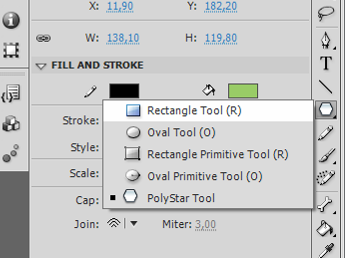 X: 11,90 Y: 182,20
W: 138,10 H: 119,80
FILL AND STROKE
Rectangle Tool (R)
Stroke: Oval Tool (O)
Style: Rectangle Primitive Tool (R)
Scale: Oval Primitive Tool (O)
Cap: PolyStar Tool
Join: Miter: 3,00